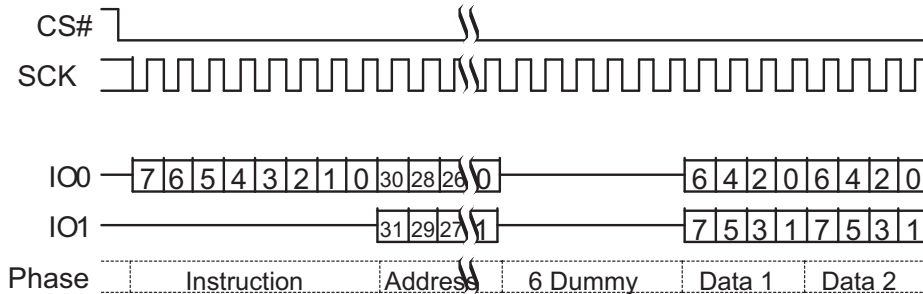 CS#
SCK
IO0 7 6 5 4 3 2 1 0 30 28 26 0 6 4 2 0 6 4 2 0
IO1 31 29 27 1 7 5 3 1 7 5 3 1
Phase Instruction Address 6 Dummy Data 1 Data 2